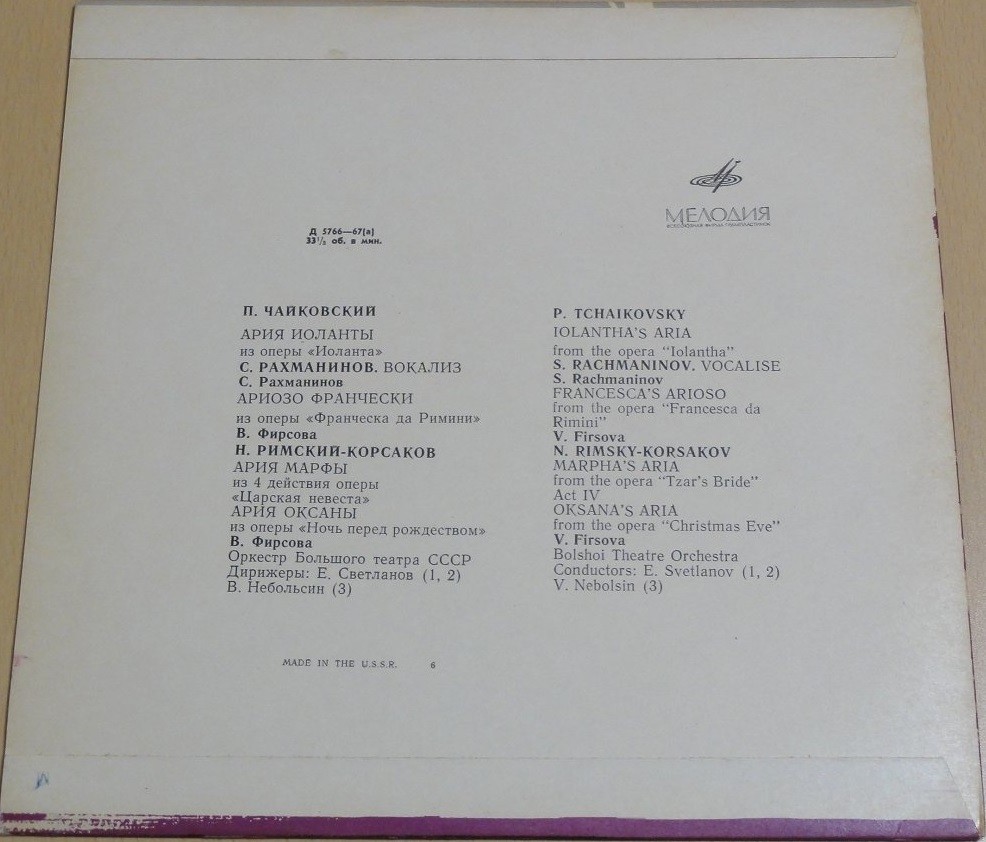 МЕЛОДИЯ
ВСЕСОЮЗНАЯ ФИРМА ГРАМПЛАСТИНОК
Д 5766—67(а)
33¹/₃ об. в мин.
П. ЧАЙКОВСКИЙ
АРИЯ ИОЛАНТЫ
из оперы «Иоланта»
С. РАХМАНИНОВ. ВОКАЛИЗ
С. Рахманинов
АРИОЗО ФРАНЧЕСКИ
из оперы «Франческа да Римини»
В. Фирсова
Н. РИМСКИЙ-КОРСАКОВ
АРИЯ МАРФЫ
из 4 действия оперы
«Царская невеста»
АРИЯ ОКСАНЫ
из оперы «Ночь перед рождеством»
В. Фирсова
Оркестр Большого театра СССР
Дирижеры: Е. Светланов (1, 2)
В. Небольсин (3)
P. TCHAIKOVSKY
IOLANTHA'S ARIA
from the opera "Iolantha"
S. RACHMANINOV. VOCALISE
S. Rachmaninov
FRANCESCA'S ARIOSO
from the opera "Francesca da
Rimini"
V. Firsova
N. RIMSKY-KORSAKOV
MARPHA'S ARIA
from the opera "Tzar's Bride"
Act IV
OKSANA'S ARIA
from the opera "Christmas Eve"
V. Firsova
Bolshoi Theatre Orchestra
Conductors: E. Svetlanov (1, 2)
V. Nebolsin (3)
MADE IN THE U.S.S.R. 6